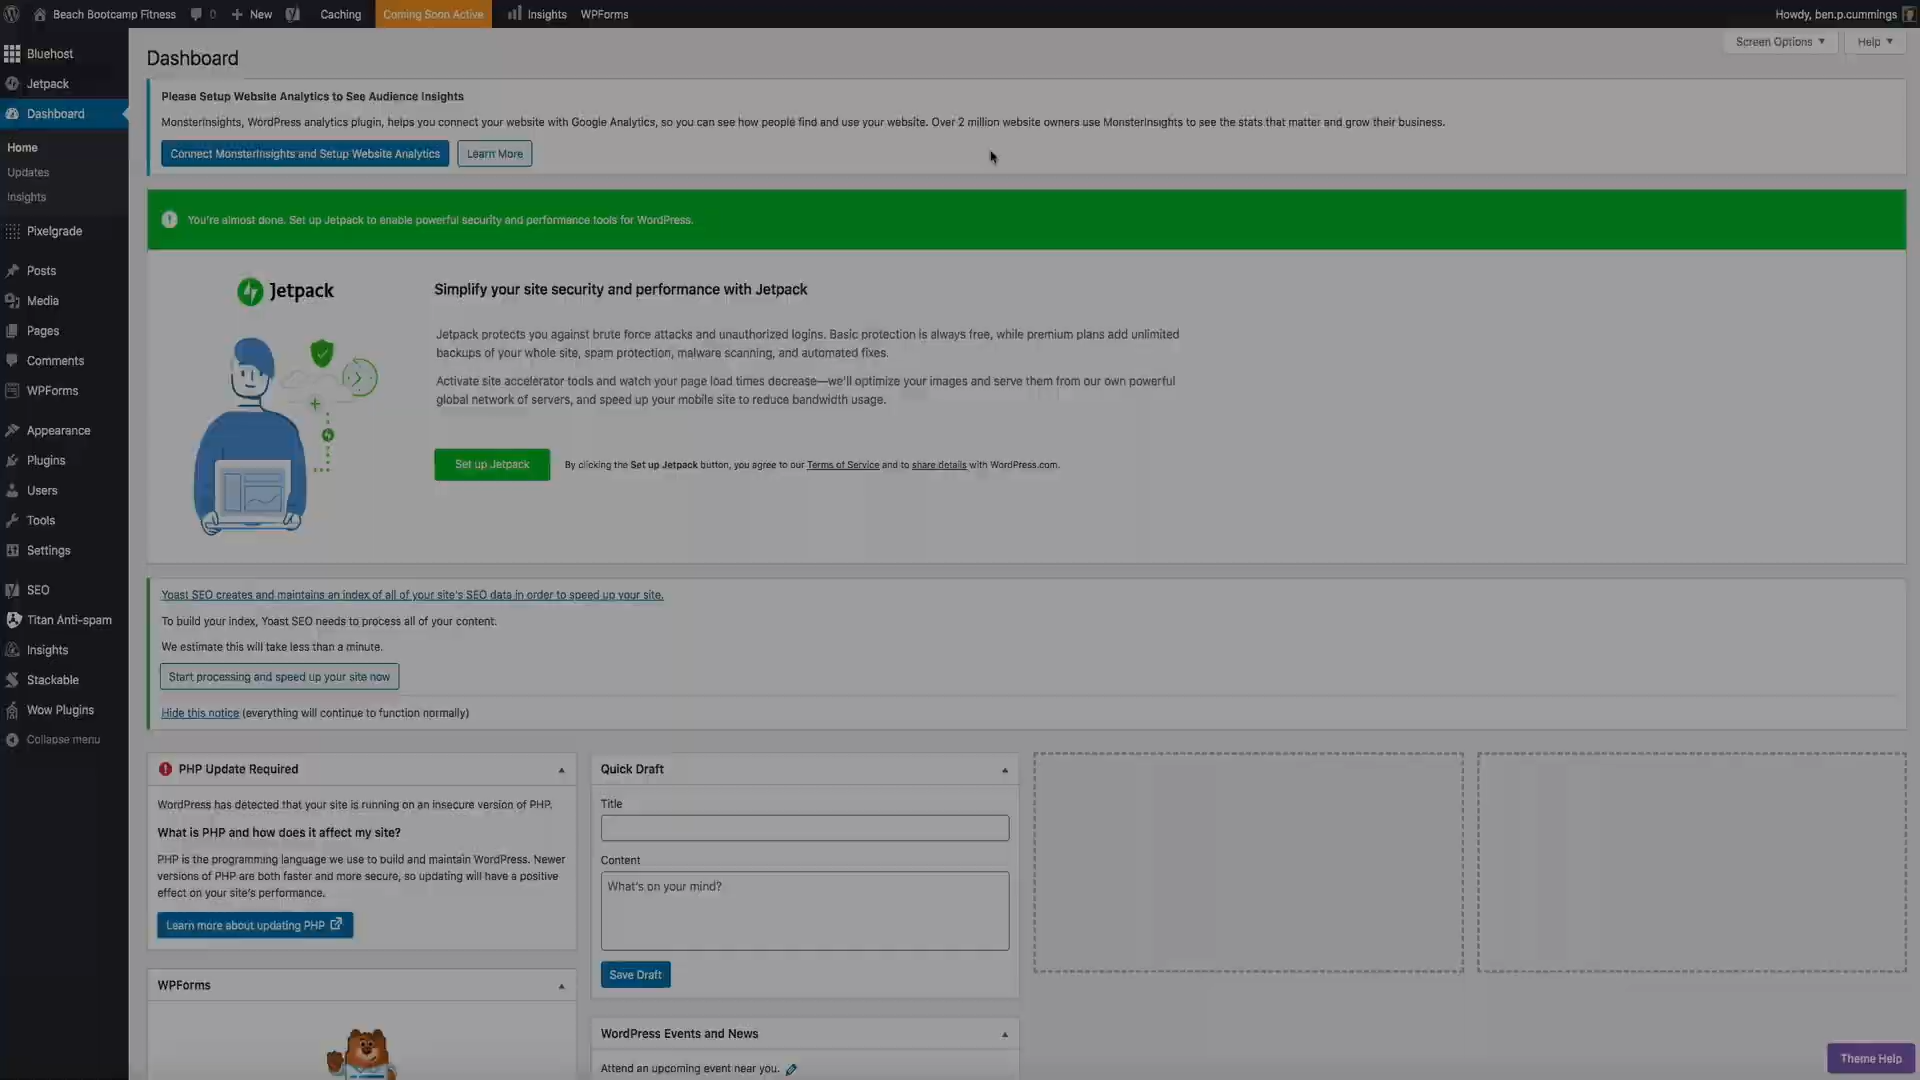 Beach Bootcamp Fitness 0 New Caching Coming Soon Active Insights WPForms Howdy, ben.p.cummings
Screen Options Help
Bluehost
Jetpack
Dashboard
Home
Updates
Insights
Pixelgrade
Posts
Media
Pages
Comments
WPForms
Appearance
Plugins
Users
Tools
Settings
SEO
Titan Anti-spam
Insights
Stackable
Wow Plugins
Collapse menu
Dashboard
Please Setup Website Analytics to See Audience Insights
MonsterInsights, WordPress analytics plugin, helps you connect your website with Google Analytics, so you can see how people find and use your website. Over 2 million website owners use MonsterInsights to see the stats that matter and grow their business.
Connect MonsterInsights and Setup Website Analytics Learn More
You're almost done. Set up Jetpack to enable powerful security and performance tools for WordPress.
Jetpack
Simplify your site security and performance with Jetpack
Jetpack protects you against brute force attacks and unauthorized logins. Basic protection is always free, while premium plans add unlimited
backups of your whole site, spam protection, malware scanning, and automated fixes.
Activate site accelerator tools and watch your page load times decrease—we'll optimize your images and serve them from our own powerful
global network of servers, and speed up your mobile site to reduce bandwidth usage.
Set up Jetpack By clicking the Set up Jetpack button, you agree to our Terms of Service and to share details with WordPress.com.
Yoast SEO creates and maintains an index of all of your site's SEO data in order to speed up your site.
To build your index, Yoast SEO needs to process all of your content.
We estimate this will take less than a minute.
Start processing and speed up your site now
Hide this notice (everything will continue to function normally)
PHP Update Required
WordPress has detected that your site is running on an insecure version of PHP.
What is PHP and how does it affect my site?
PHP is the programming language we use to build and maintain WordPress. Newer
versions of PHP are both faster and more secure, so updating will have a positive
effect on your site's performance.
Learn more about updating PHP
WPForms
Quick Draft
Title
Content
What's on your mind?
Save Draft
WordPress Events and News
Attend an upcoming event near you.
Theme Help